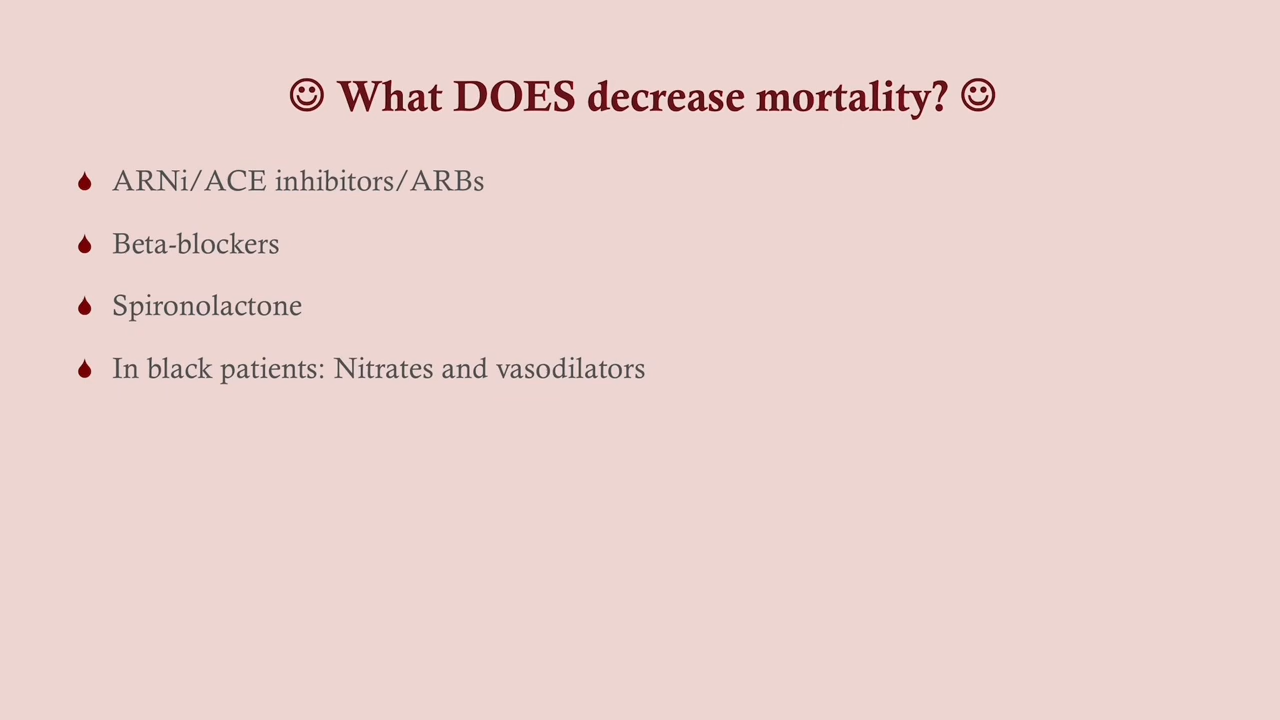 ☺ What DOES decrease mortality? ☺
ARNi/ACE inhibitors/ARBs
Beta-blockers
Spironolactone
In black patients: Nitrates and vasodilators